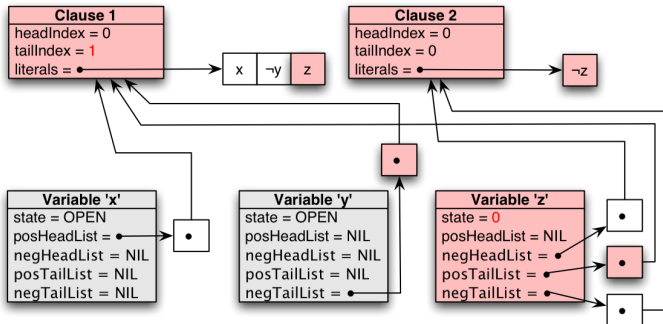 Clause 1
headIndex = 0
tailIndex = 1
literals =
x ¬y z
Clause 2
headIndex = 0
tailIndex = 0
literals =
¬z
Variable 'x'
state = OPEN
posHeadList =
negHeadList = NIL
posTailList = NIL
negTailList = NIL
Variable 'y'
state = OPEN
posHeadList = NIL
negHeadList = NIL
posTailList = NIL
negTailList =
Variable 'z'
state = 0
posHeadList = NIL
negHeadList =
posTailList =
negTailList =